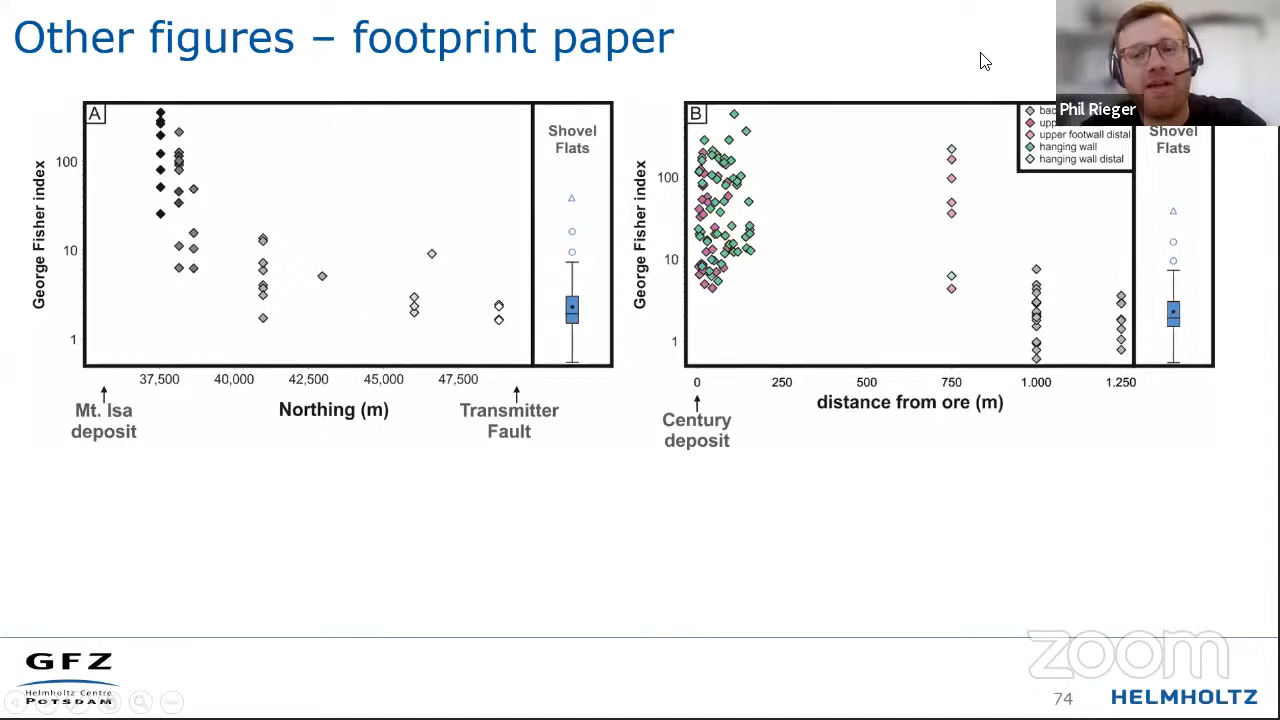 Other figures – footprint paper
Phil Rieger
A
Shovel
Flats
George Fisher index
100
10
1
37,500
40,000
42,500
45,000
47,500
Mt. Isa
deposit
Northing (m)
Transmitter
Fault
B
upper footwall distal
hanging wall
hanging wall distal
Shovel
Flats
George Fisher index
100
10
1
0
250
500
750
1.000
1.250
distance from ore (m)
Century
deposit
zoom
GFZ
Helmholtz Centre
POTSDAM
74
HELMHOLTZ